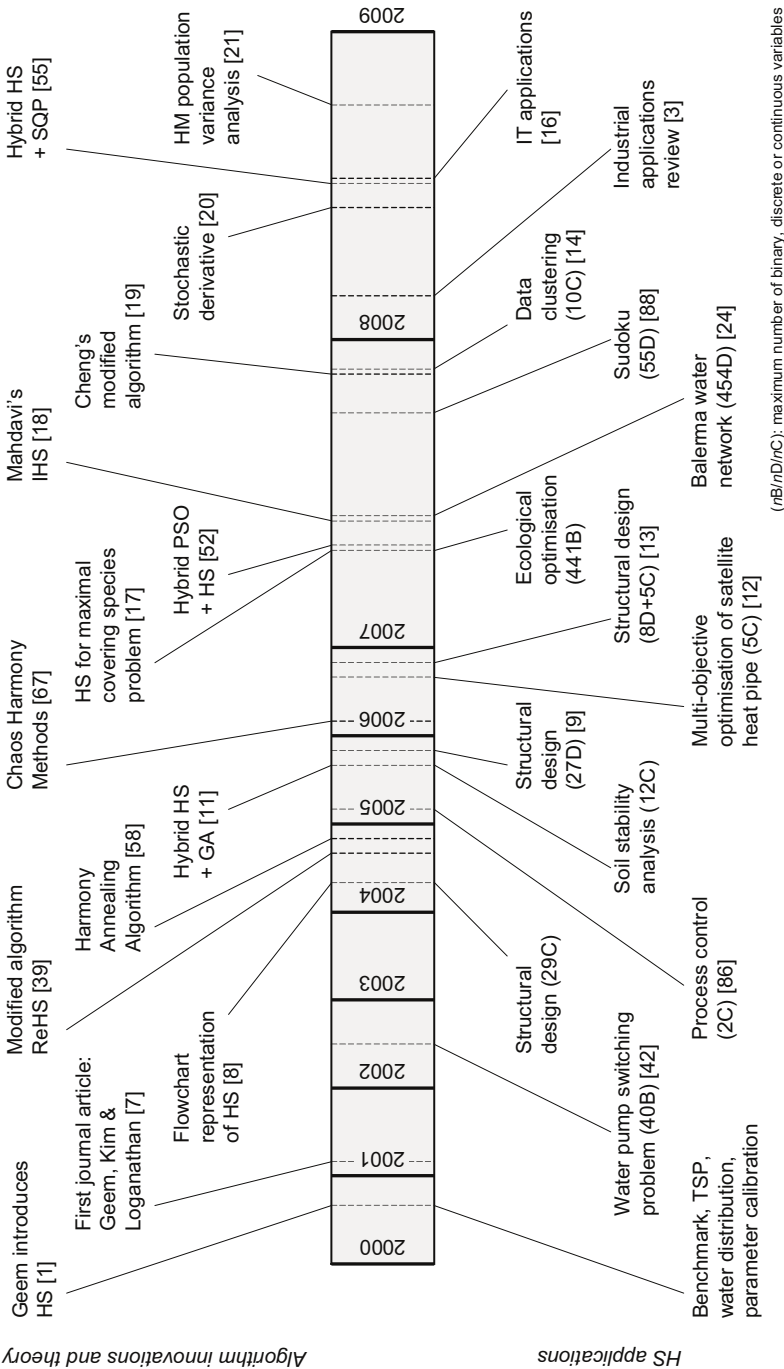 Algorithm innovations and theory
Geem introduces
HS [1]
First journal article:
Geem, Kim &
Loganathan [7]
Modified algorithm
ReHS [39]
Flowchart
representation
of HS [8]
Harmony
Annealing
Algorithm [58]
Hybrid HS
+ GA [11]
Chaos Harmony
Methods [67]
HS for maximal
covering species
problem [17]
Hybrid PSO
+ HS [52]
Mahdavi's
IHS [18]
Cheng's
modified
algorithm [19]
Stochastic
derivative [20]
Hybrid HS
+ SQP [55]
HM population
variance
analysis [21]
2000
2001
2002
2003
2004
2005
2006
2007
2008
2009
HS applications
Benchmark, TSP,
water distribution,
parameter calibration
Water pump switching
problem (40B) [42]
Structural
design (29C)
Process control
(2C) [86]
Soil stability
analysis (12C)
Structural
design
(27D) [9]
Multi-objective
optimisation of satellite
heat pipe (5C) [12]
Structural design
(8D+5C) [13]
Ecological
optimisation
(441B)
Balerma water
network (454D) [24]
Sudoku
(55D) [88]
Data
clustering
(10C) [14]
Industrial
applications
review [3]
IT applications
[16]
(nB/nD/nC): maximum number of binary, discrete or continuous variables